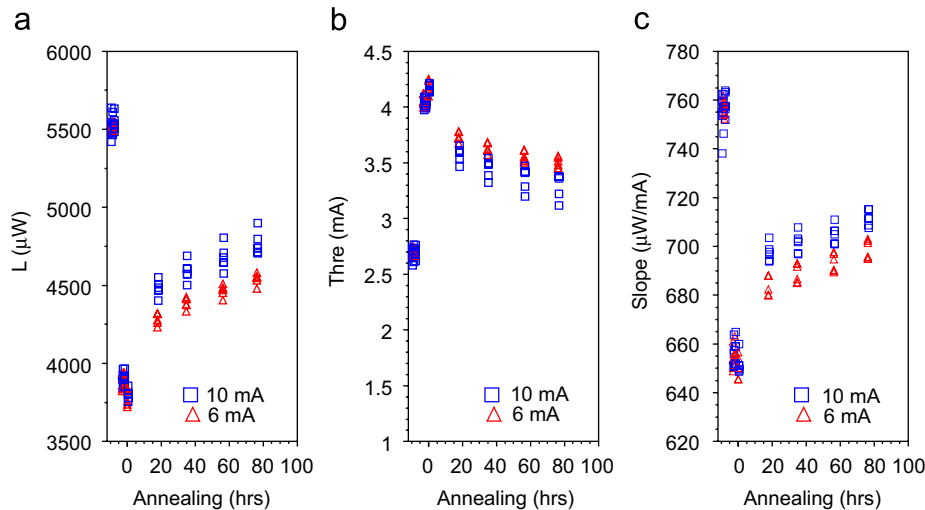 a
L (μW)
6000
5500
5000
4500
4000
3500
10 mA
6 mA
0 20 40 60 80 100
Annealing (hrs)
b
Thre (mA)
4.5
4
3.5
3
2.5
2
1.5
1
10 mA
6 mA
0 20 40 60 80 100
Annealing (hrs)
c
Slope (μW/mA)
780
760
740
720
700
680
660
640
620
10 mA
6 mA
0 20 40 60 80 100
Annealing (hrs)